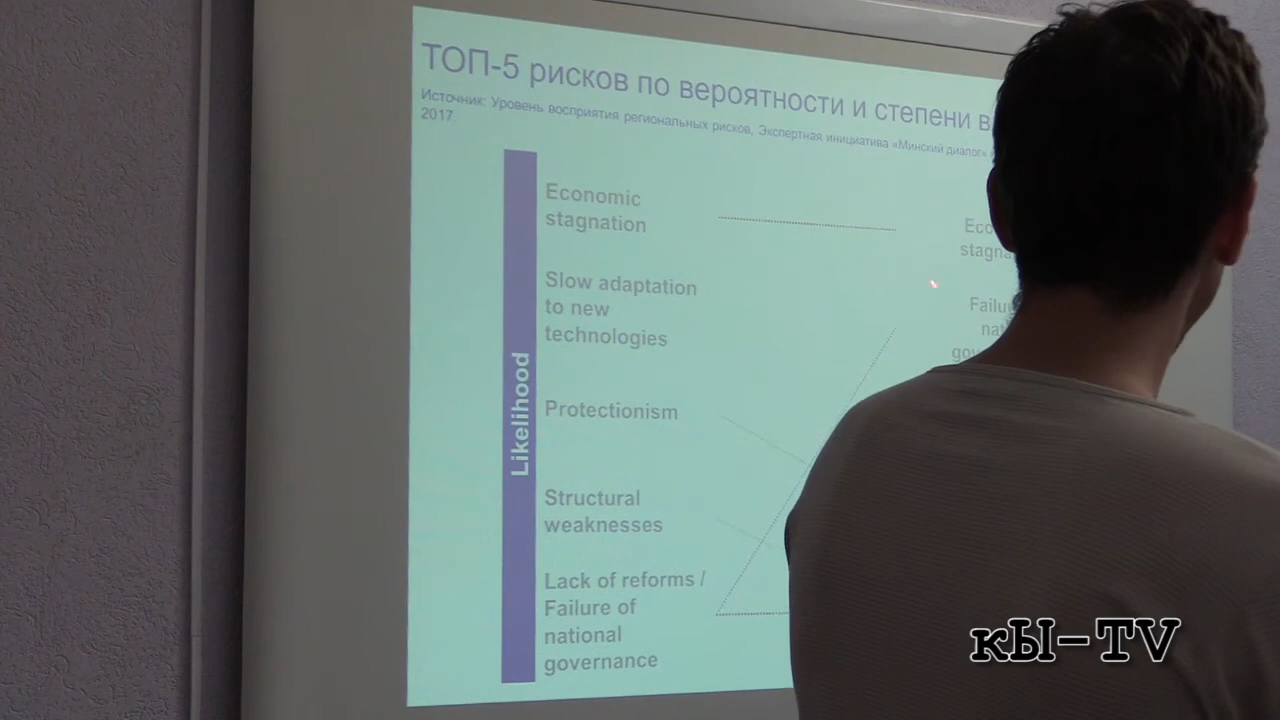 ТОП-5 рисков по вероятности и степени
Источник: Уровень восприятия региональных рисков, Экспертная инициатива «Минский диалог»
2017.
Economic
stagnation
Slow adaptation
to new
technologies
Protectionism
Structural
weaknesses
Lack of reforms /
Failure of
national
governance
Likelihood
кЫ-TV